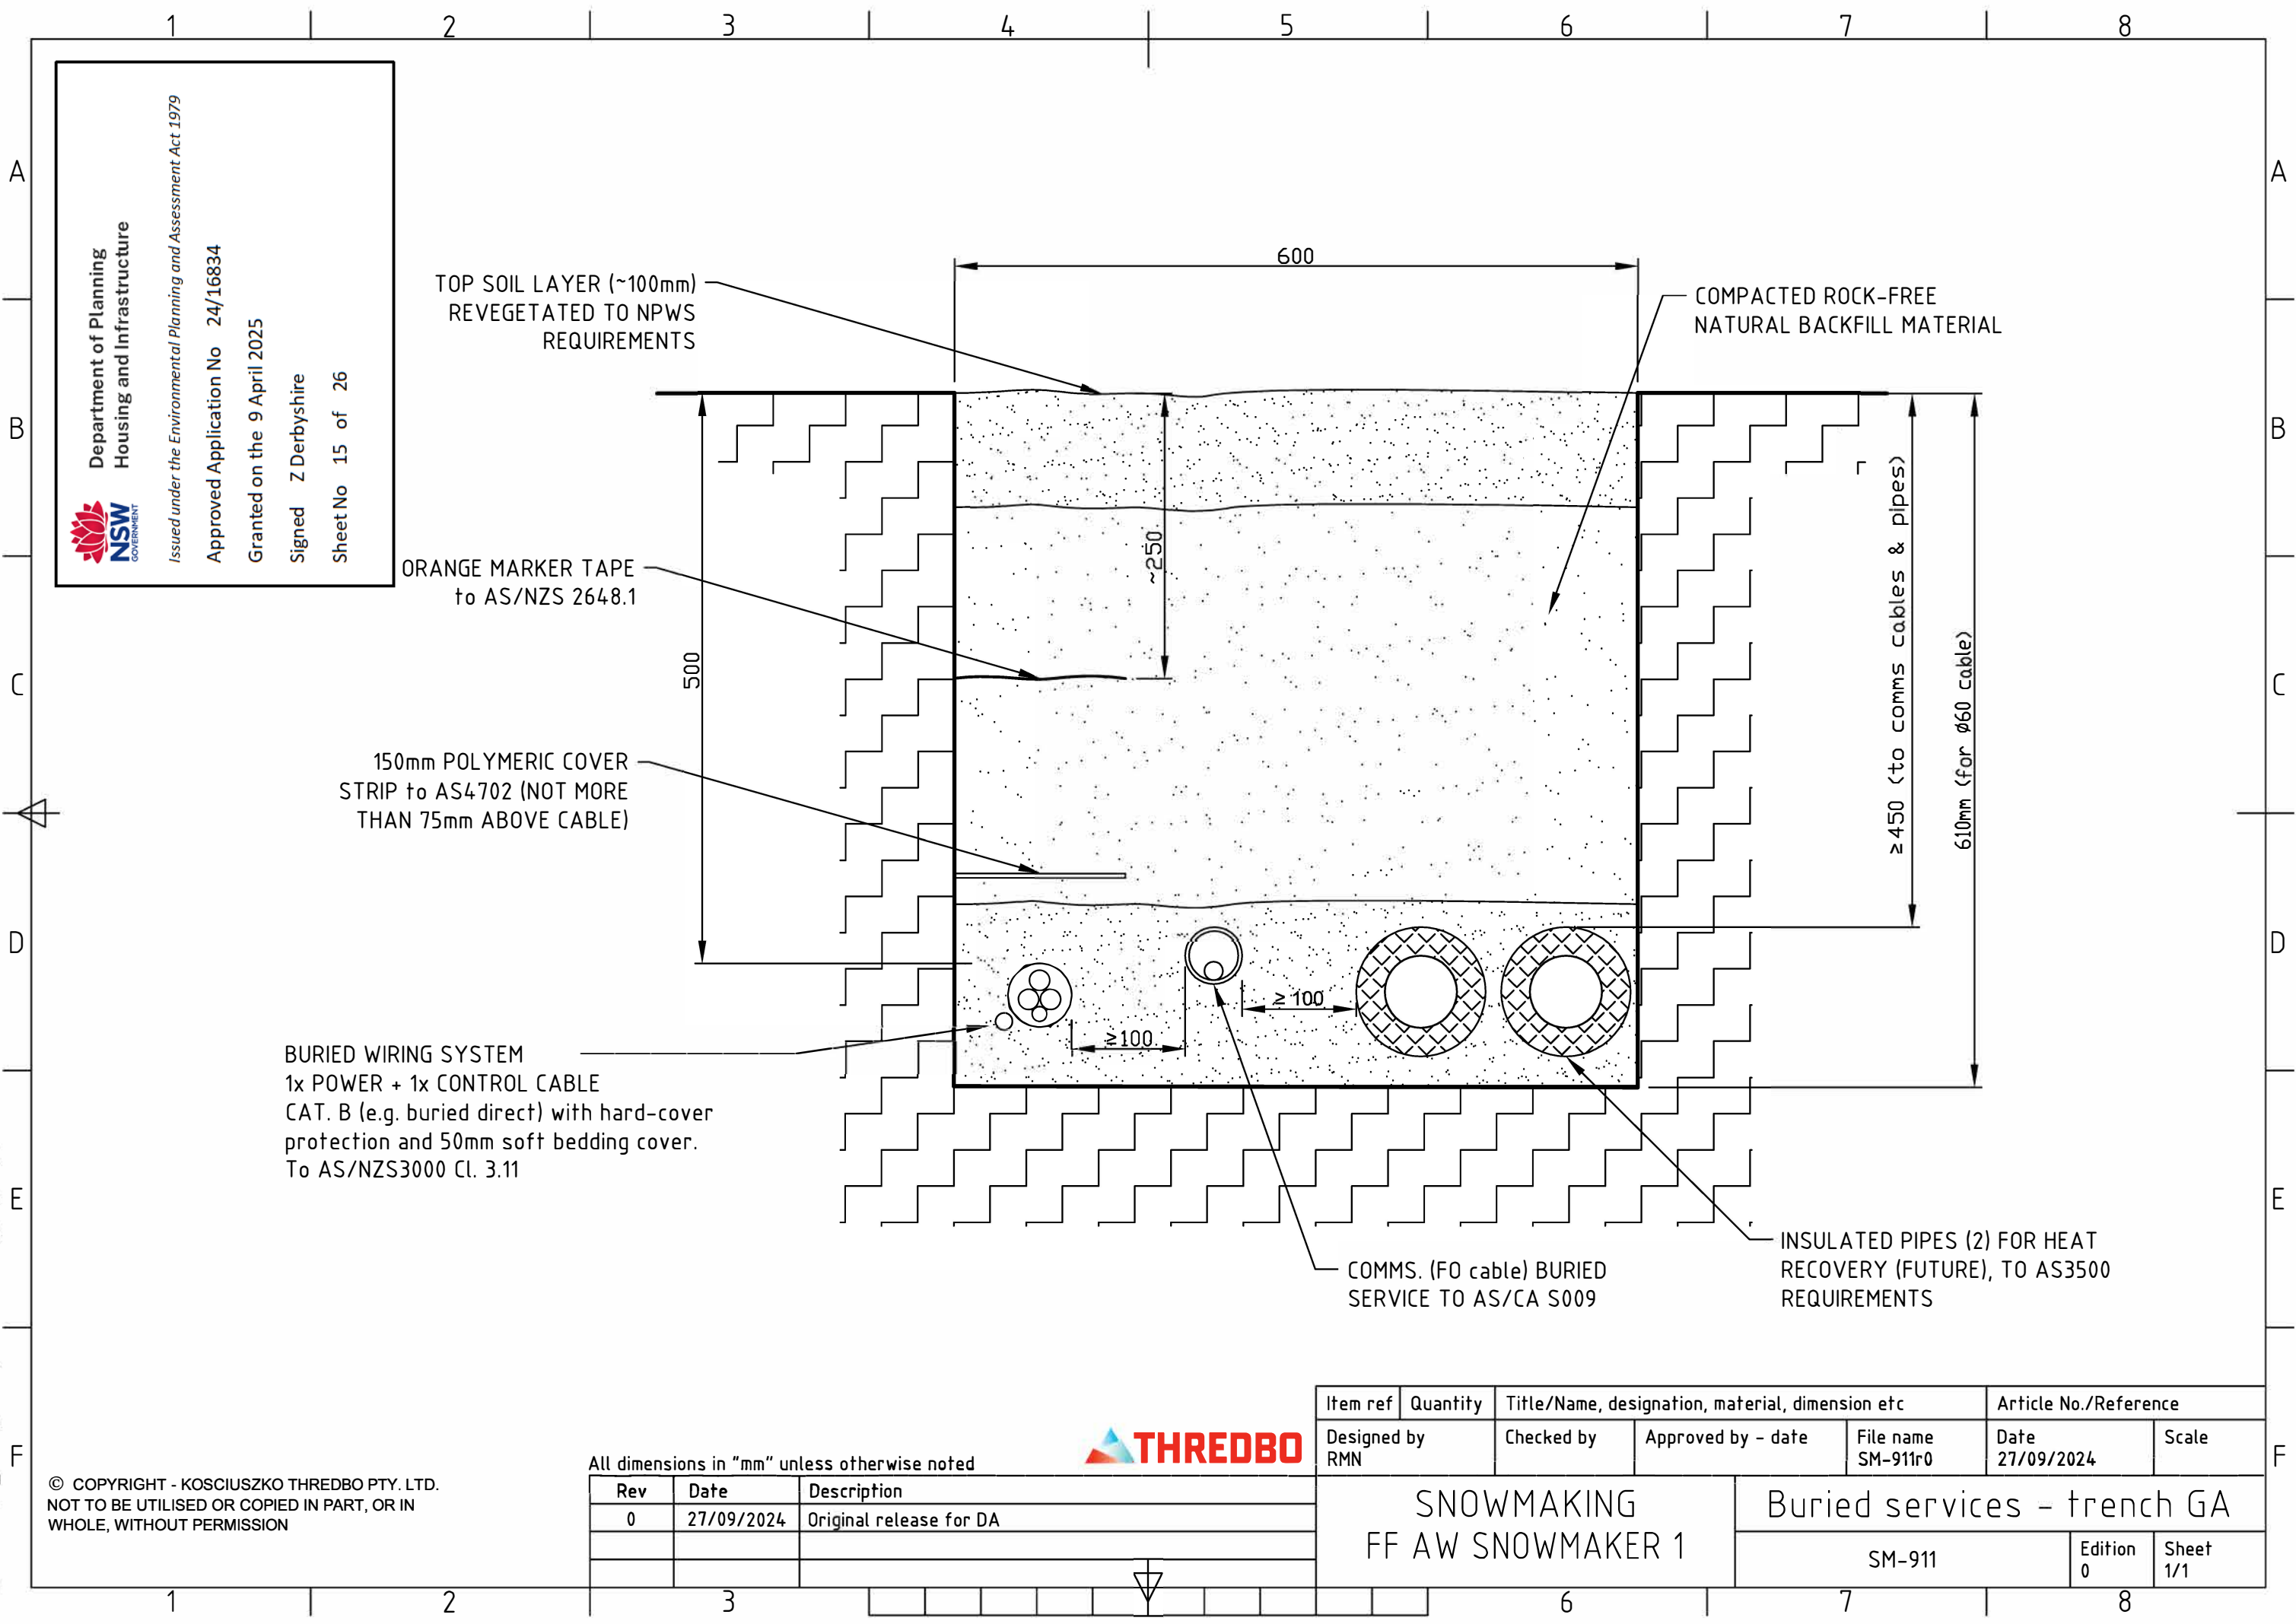 1 2 3 4 5 6 7 8
A
B
C
D
E
F
A
B
C
D
E
F
Department of Planning
Housing and Infrastructure
NSW
GOVERNMENT
Issued under the Environmental Planning and Assessment Act 1979
Approved Application No 24/16834
Granted on the 9 April 2025
Signed Z Derbyshire
Sheet No 15 of 26
600
TOP SOIL LAYER (~100mm)
REVEGETATED TO NPWS
REQUIREMENTS
COMPACTED ROCK-FREE
NATURAL BACKFILL MATERIAL
ORANGE MARKER TAPE
to AS/NZS 2648.1
~250
500
≥450 (to comms cables & pipes)
610mm (for ø60 cable)
150mm POLYMERIC COVER
STRIP to AS4702 (NOT MORE
THAN 75mm ABOVE CABLE)
≥100
≥100
BURIED WIRING SYSTEM
1x POWER + 1x CONTROL CABLE
CAT. B (e.g. buried direct) with hard-cover
protection and 50mm soft bedding cover.
To AS/NZS3000 Cl. 3.11
COMMS. (FO cable) BURIED
SERVICE TO AS/CA S009
INSULATED PIPES (2) FOR HEAT
RECOVERY (FUTURE), TO AS3500
REQUIREMENTS
© COPYRIGHT - KOSCIUSZKO THREDBO PTY. LTD.
NOT TO BE UTILISED OR COPIED IN PART, OR IN
WHOLE, WITHOUT PERMISSION
All dimensions in "mm" unless otherwise noted
THREDBO
Rev Date Description
0 27/09/2024 Original release for DA
Item ref Quantity Title/Name, designation, material, dimension etc Article No./Reference
Designed by Checked by Approved by - date File name Date Scale
RMN SM-911r0 27/09/2024
SNOWMAKING
FF AW SNOWMAKER 1
Buried services - trench GA
SM-911
Edition Sheet
0 1/1
1 2 3 6 7 8